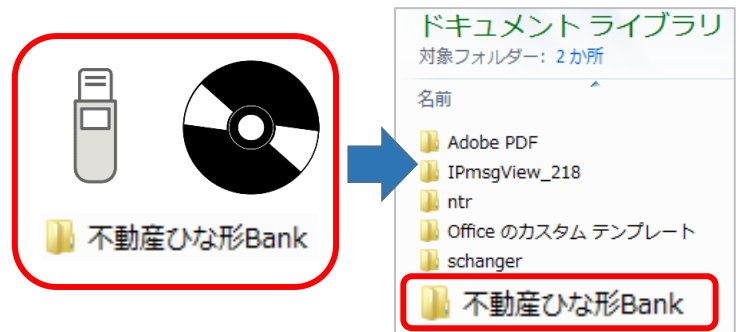 不動産ひな形Bank
ドキュメント ライブラリ
対象フォルダー: 2 か所
名前
Adobe PDF
IPmsgView_218
ntr
Office のカスタム テンプレート
schanger
不動産ひな形Bank